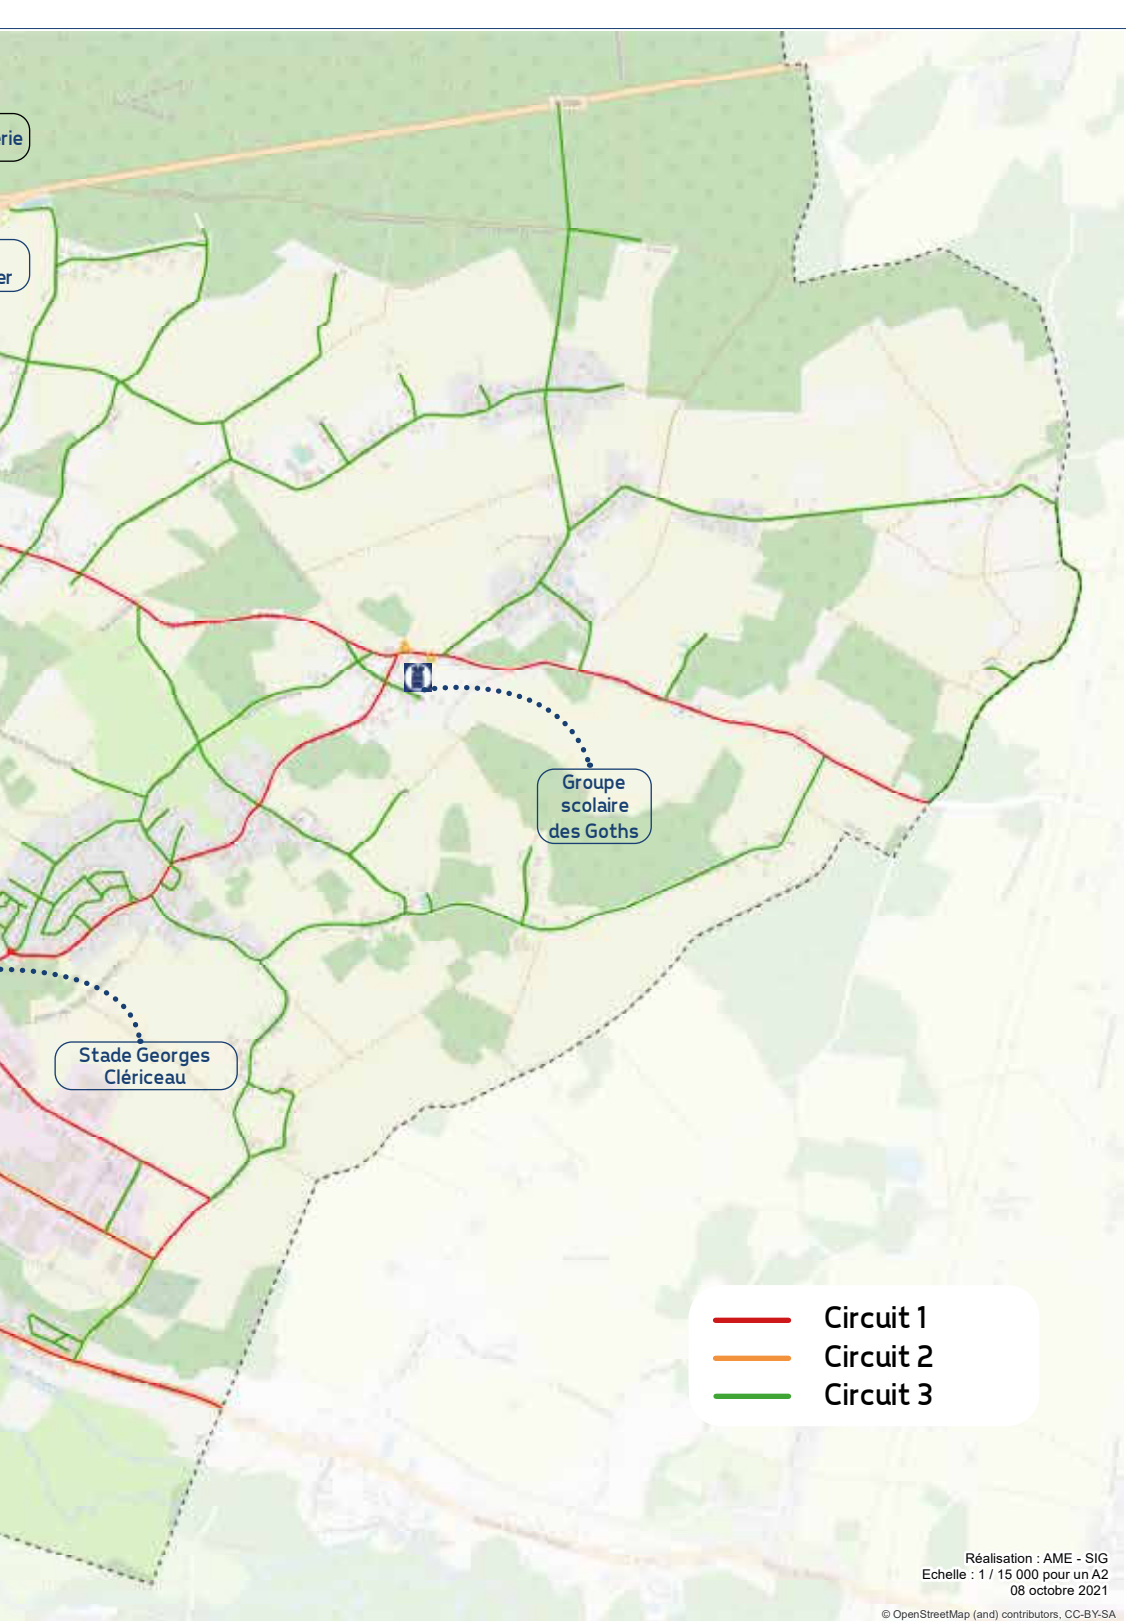 rie
er
Groupe
scolaire
des Goths
Stade Georges
Clériceau
Circuit 1
Circuit 2
Circuit 3
Réalisation : AME - SIG
Echelle : 1 / 15 000 pour un A2
08 octobre 2021
© OpenStreetMap (and) contributors, CC-BY-SA